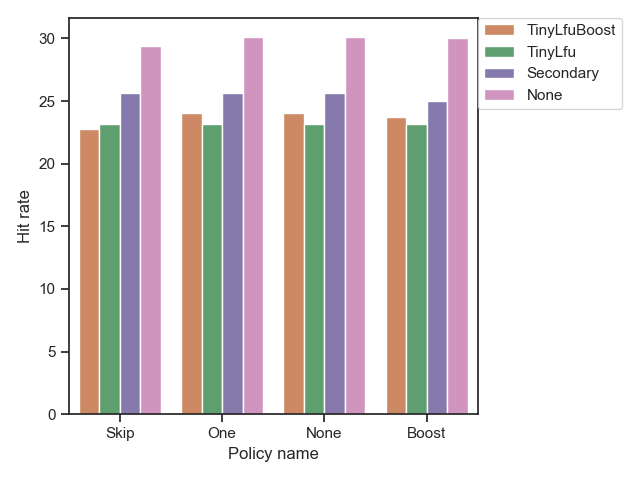 TinyLfuBoost
TinyLfu
Secondary
None
Hit rate
30
25
20
15
10
5
0
Skip One None Boost
Policy name